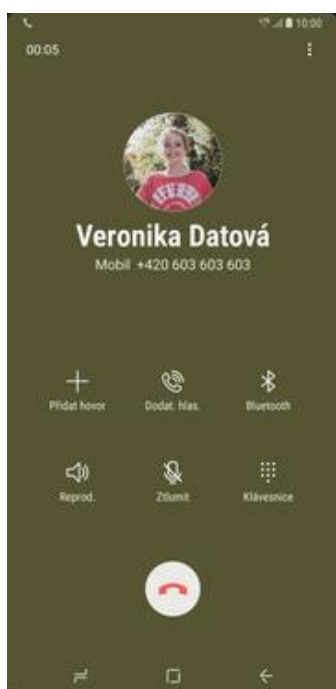 10:00
00:05
Veronika Datová
Mobil +420 603 603 603
Přidat hovor Dodat. hlas. Bluetooth
Reprod. Ztlumit Klávesnice